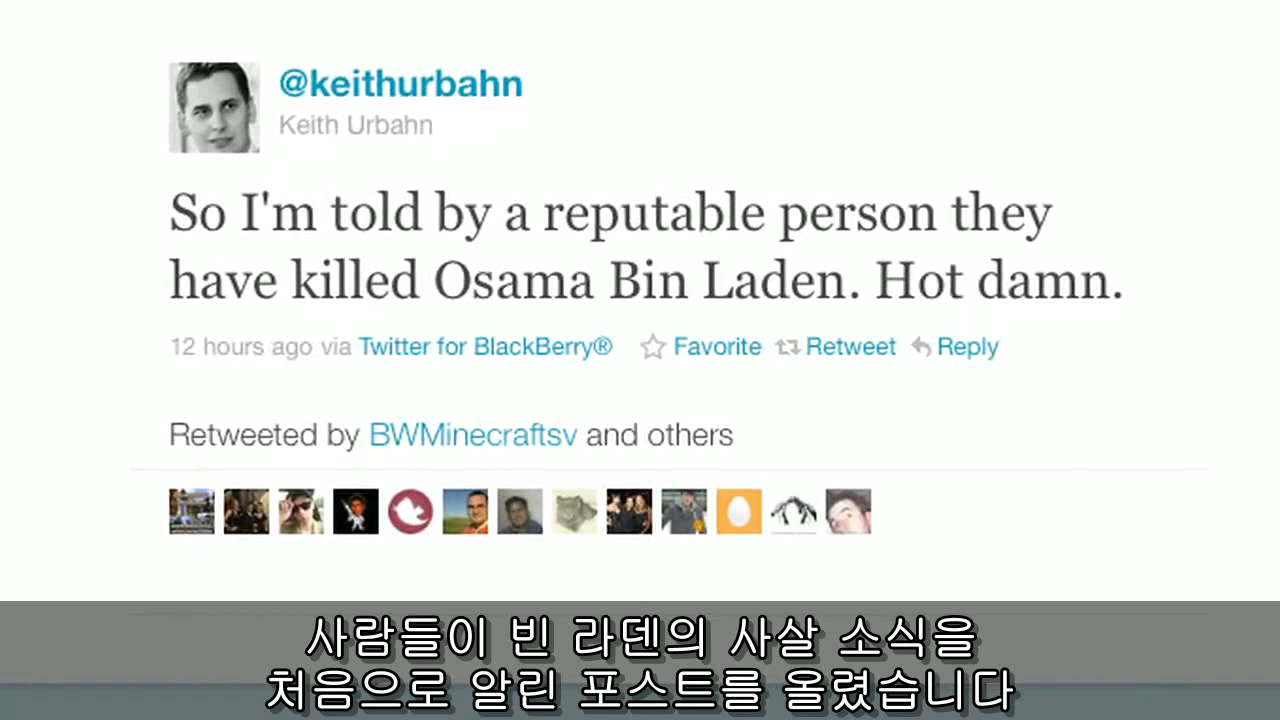 @keithurbahn
Keith Urbahn
So I'm told by a reputable person they
have killed Osama Bin Laden. Hot damn.
12 hours ago via Twitter for BlackBerry® Favorite Retweet Reply
Retweeted by BWMinecraftsv and others
사람들이 빈 라덴의 사살 소식을
처음으로 알린 포스트를 올렸습니다